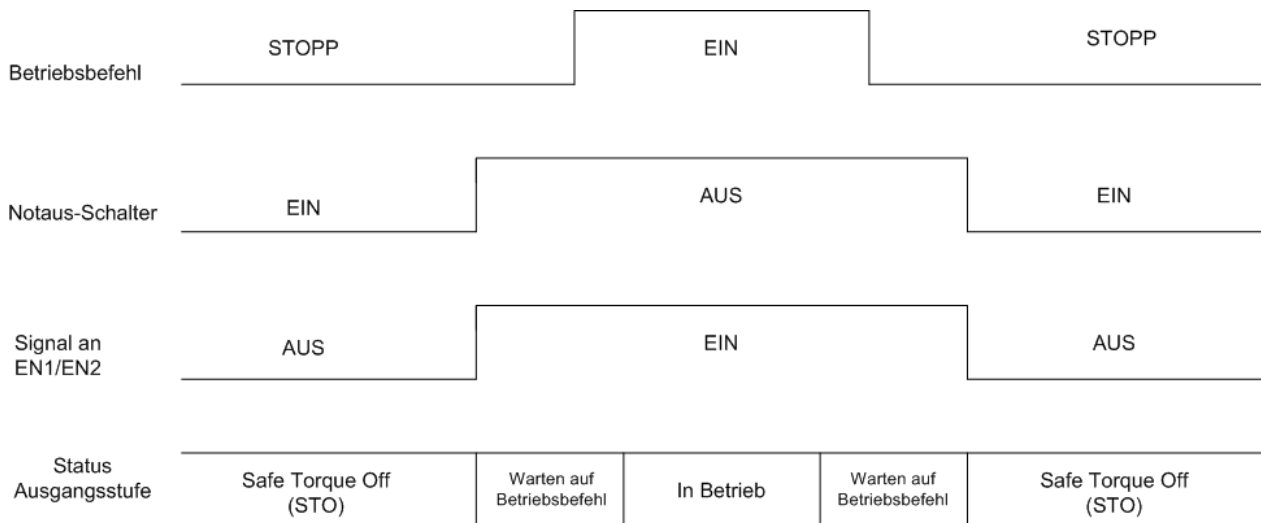 STOPP
EIN
STOPP
Betriebsbefehl
Notaus-Schalter
EIN
AUS
EIN
Signal an
EN1/EN2
AUS
EIN
AUS
Status
Ausgangsstufe
Safe Torque Off
(STO)
Warten auf
Betriebsbefehl
In Betrieb
Warten auf
Betriebsbefehl
Safe Torque Off
(STO)